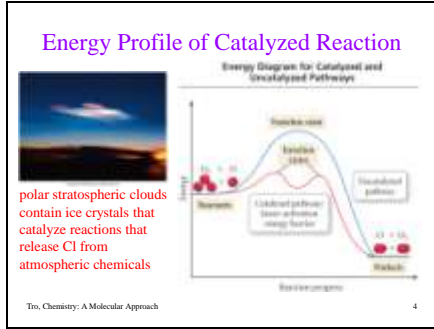 Energy Profile of Catalyzed Reaction
Energy Diagram for Catalyzed and
Uncatalyzed Pathways
Transition state
Transition
state
Energy
Reactants
Uncatalyzed
pathway
Catalyzed pathway
lower activation
energy barrier
Products
Reaction progress
polar stratospheric clouds
contain ice crystals that
catalyze reactions that
release Cl from
atmospheric chemicals
Tro, Chemistry: A Molecular Approach
4